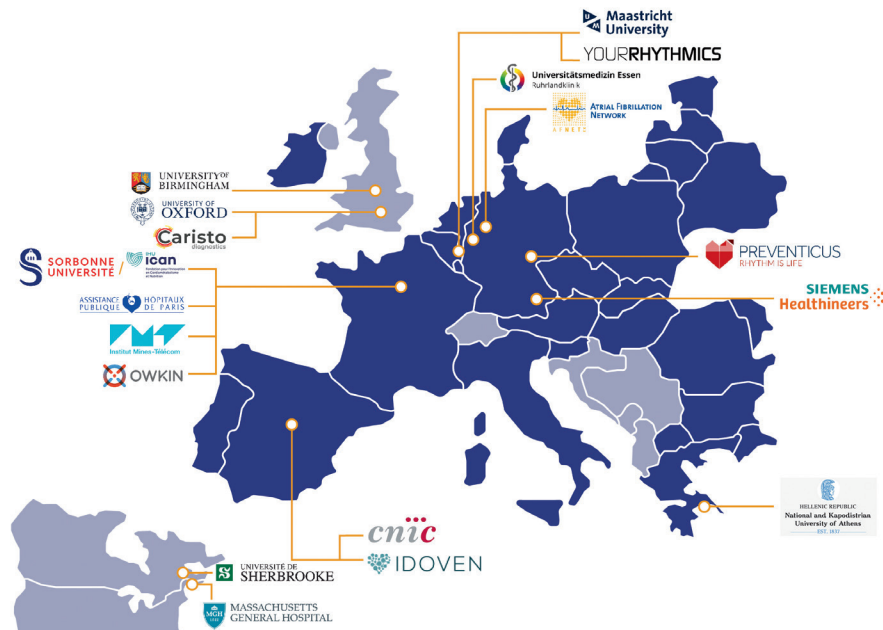 Maastricht
University
YOURRHYTHMICS
Universitätsmedizin Essen
Ruhrlandklinik
ATRIAL FIBRILLATION
NETWORK
AFNET
UNIVERSITY OF
BIRMINGHAM
UNIVERSITY OF
OXFORD
Caristo
diagnostics
SORBONNE
UNIVERSITÉ
/
IHU
ican
ASSISTANCE
PUBLIQUE
HÔPITAUX
DE PARIS
Institut Mines-Télécom
OWKIN
PREVENTICUS
RHYTHM IS LIFE
SIEMENS
Healthineers
HELLENIC REPUBLIC
National and Kapodistrian
University of Athens
EST. 1837
cnic
IDOVEN
UNIVERSITÉ DE
SHERBROOKE
MGH
1811
MASSACHUSETTS
GENERAL HOSPITAL